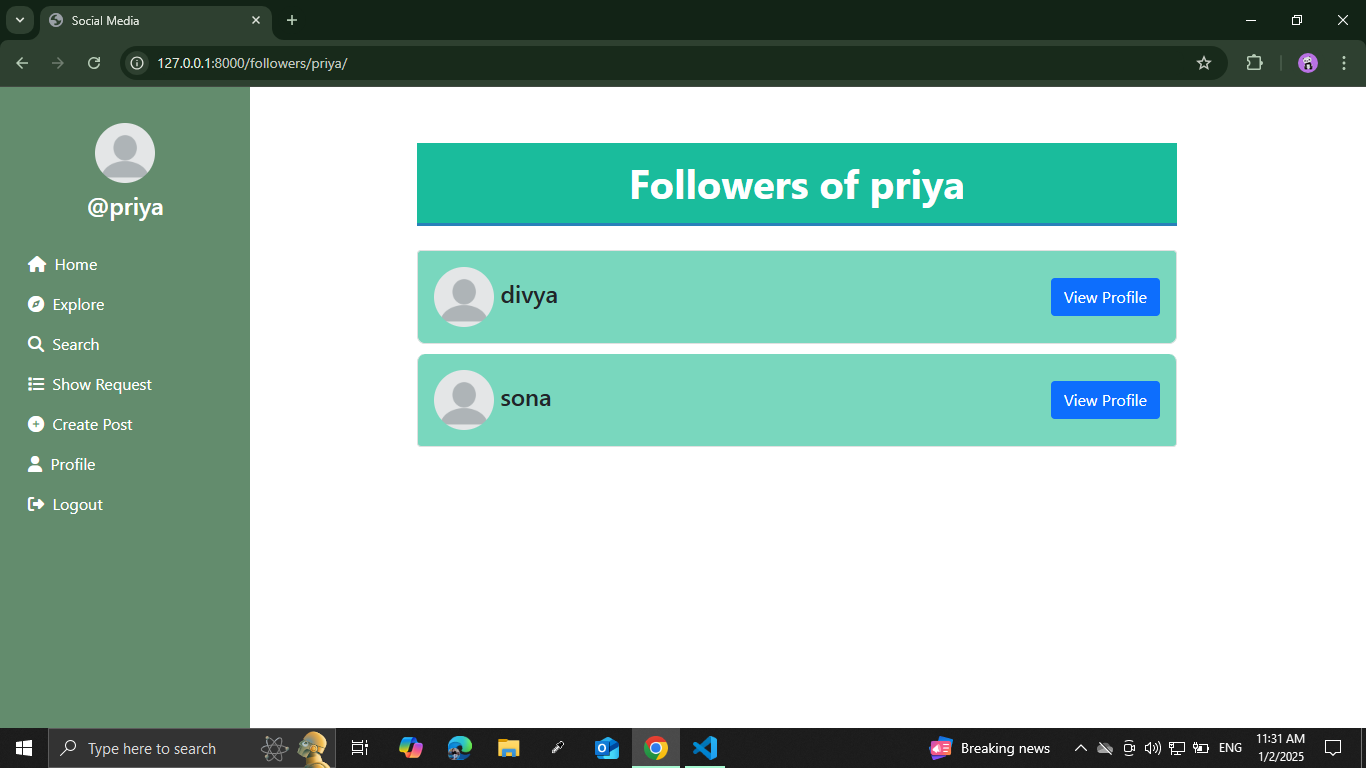 Social Media
127.0.0.1:8000/followers/priya/
@priya
Home
Explore
Search
Show Request
Create Post
Profile
Logout
Followers of priya
divya
View Profile
sona
View Profile
Type here to search
Breaking news
ENG
11:31 AM
1/2/2025